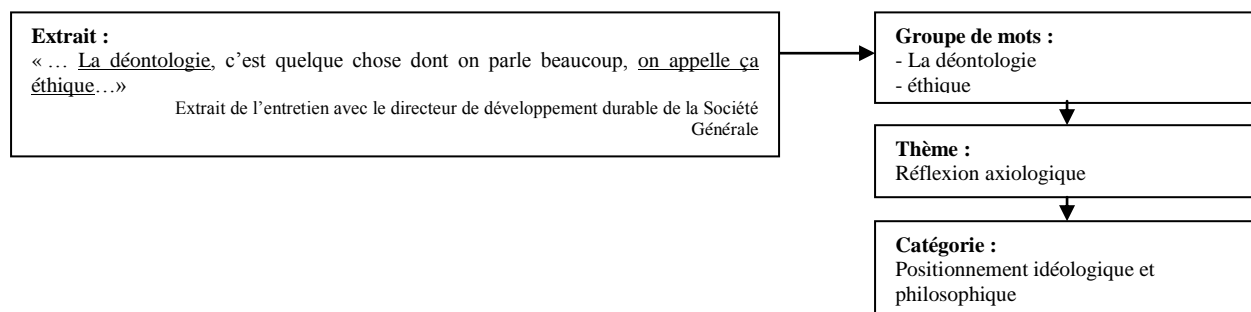 Extrait :
« … La déontologie, c’est quelque chose dont on parle beaucoup, on appelle ça
éthique…»
Extrait de l’entretien avec le directeur de développement durable de la Société
Générale
Groupe de mots :
- La déontologie
- éthique
Thème :
Réflexion axiologique
Catégorie :
Positionnement idéologique et
philosophique